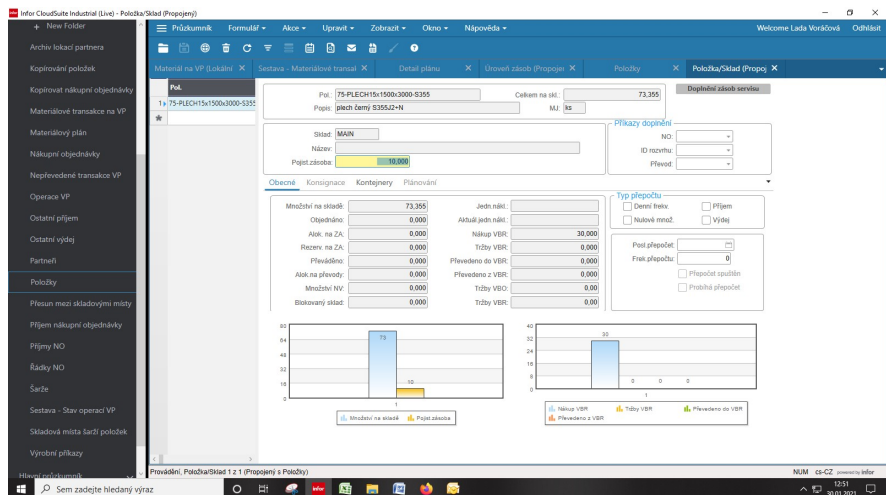 Infor CloudSuite Industrial (Live) - Položka/Sklad (Propojený)
Průzkumník Formulář Akce Upravit Zobrazit Okno Nápověda Welcome Lada Voráčová Odhlásit
New Folder
Archiv lokací partnera
Kopírování položek
Kopírovat nákupní objednávky
Materiálové transakce na VP
Materiálový plán
Nákupní objednávky
Nepřevedené transakce VP
Operace VP
Ostatní příjem
Ostatní výdej
Partneři
Položky
Přesun mezi skladovými místy
Příjem nákupní objednávky
Příjmy NO
Řádky NO
Šarže
Sestava - Stav operací VP
Skladová místa šarží položek
Výrobní příkazy
Hlavní průzkumník
Materiál na VP (Lokální Sestava - Materiálové transal Detail plánu Úroveň zásob (Propojer Položky Položka/Sklad (Propoj
Pol.
1 75-PLECH15x1500x3000-S355
Pol.: 75-PLECH15x1500x3000-S355 Celkem na skl.: 73,355 Doplnění zásob servisu
Popis: plech černý S355J2+N MJ: ks
Sklad: MAIN
Název:
Pojist.zásoba: 10,000
Příkazy doplnění
NO:
ID rozvrhu:
Převod:
Obecné Konsignace Kontejnery Plánování
Množství na skladě: 73,355 Jedn.nákl.:
Objednáno: 0,000 Aktuál.jedn.nákl.:
Alok. na ZA: 0,000 Nákup VBR: 30,000
Rezerv. na ZA: 0,000 Tržby VBR: 0,000
Převáděno: 0,000 Převedeno do VBR: 0,000
Alok.na převody: 0,000 Převedeno z VBR: 0,000
Množství NV: 0,000 Tržby VBO: 0,00
Blokovaný sklad: 0,000 Tržby VBR: 0,00
Typ přepočtu
Denní frekv. Příjem
Nulové množ. Výdej
Posl.přepočet:
Frek.přepočtu: 0
Přepočet spuštěn
Probíhá přepočet
80
64
48
32
16
0
73
10
1
Množství na skladě Pojist.zásoba
40
32
24
16
8
0
30
0 0 0
1
Nákup VBR Tržby VBR Převedeno do VBR
Převedeno z VBR
Provádění, Položka/Sklad 1 z 1 (Propojený s Položky) NUM cs-CZ powered by infor
Sem zadejte hledaný výraz
infor
12:51
30.01.2021